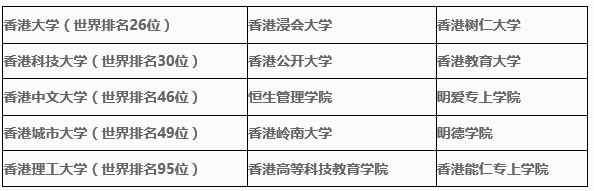 香港大学（世界排名26位） 香港浸会大学 香港树仁大学
香港科技大学（世界排名30位） 香港公开大学 香港教育大学
香港中文大学（世界排名46位） 恒生管理学院 明爱专上学院
香港城市大学（世界排名49位） 香港岭南大学 明德学院
香港理工大学（世界排名95位） 香港高等科技教育学院 香港能仁专上学院